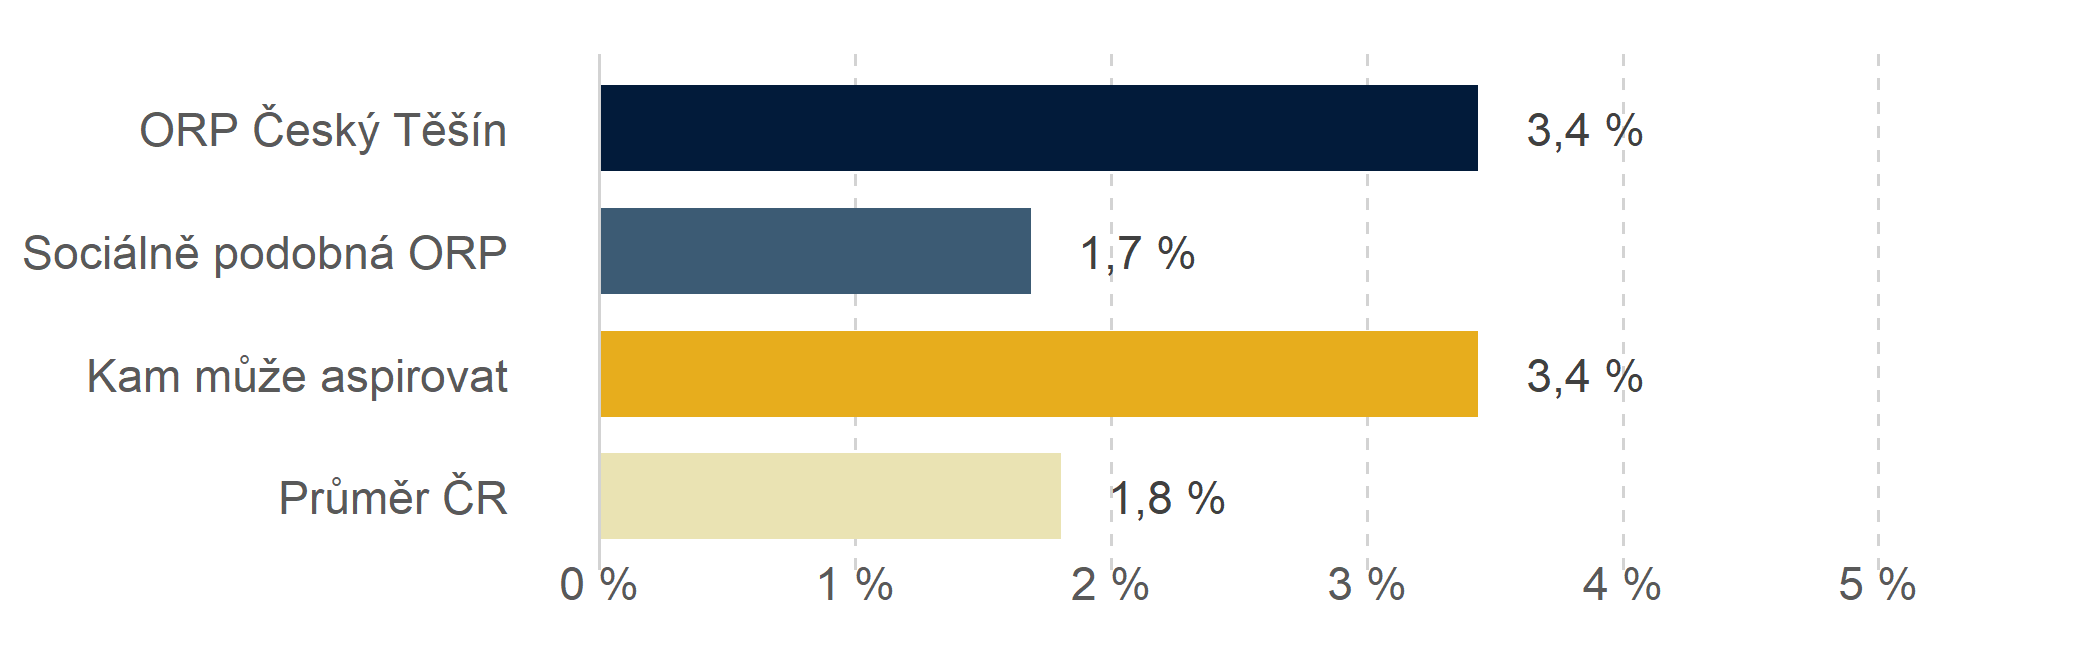 ORP Český Těšín
3,4 %
Sociálně podobná ORP
1,7 %
Kam může aspirovat
3,4 %
Průměr ČR
1,8 %
0 % 1 % 2 % 3 % 4 % 5 %